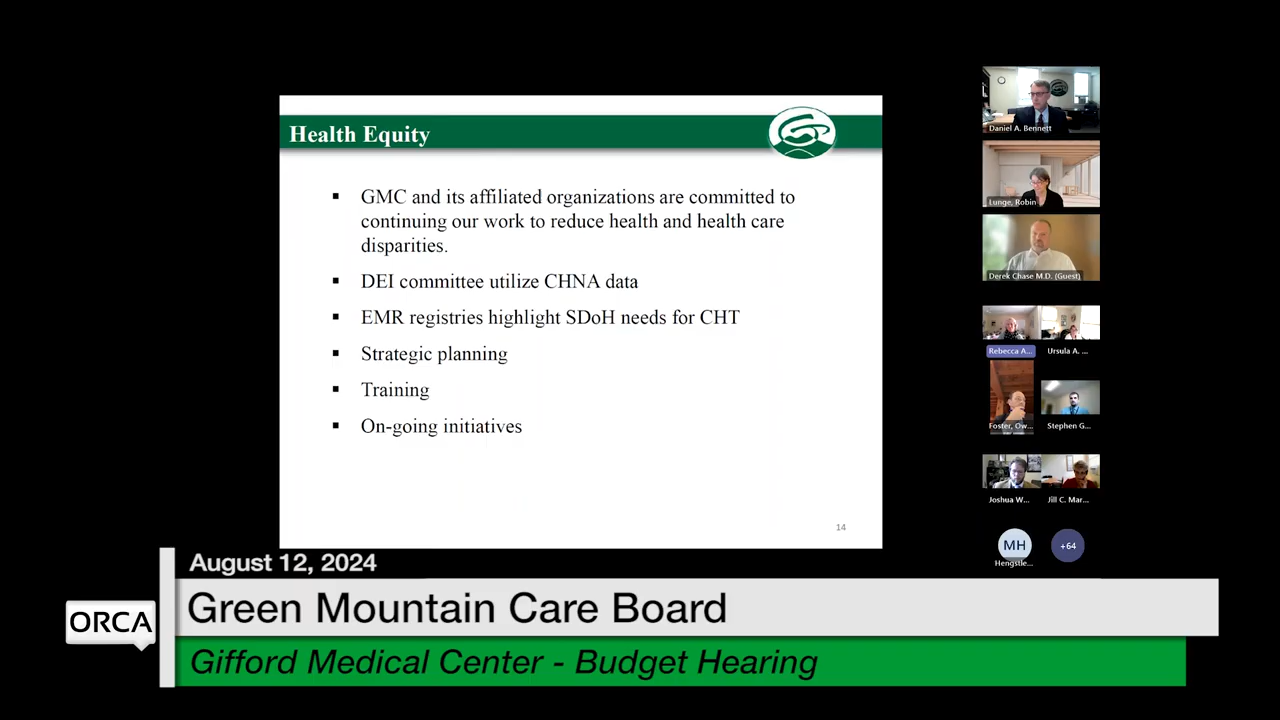 Health Equity
▪ GMC and its affiliated organizations are committed to
continuing our work to reduce health and health care
disparities.
▪ DEI committee utilize CHNA data
▪ EMR registries highlight SDoH needs for CHT
▪ Strategic planning
▪ Training
▪ On-going initiatives
14
Daniel A. Bennett
Lunge, Robin
Derek Chase M.D. (Guest)
Rebecca A...
Ursula A. ...
Foster, Ow...
Stephen G...
Joshua W...
Jill C. Mar...
MH
+64
Hengstle...
August 12, 2024
ORCA
Green Mountain Care Board
Gifford Medical Center - Budget Hearing